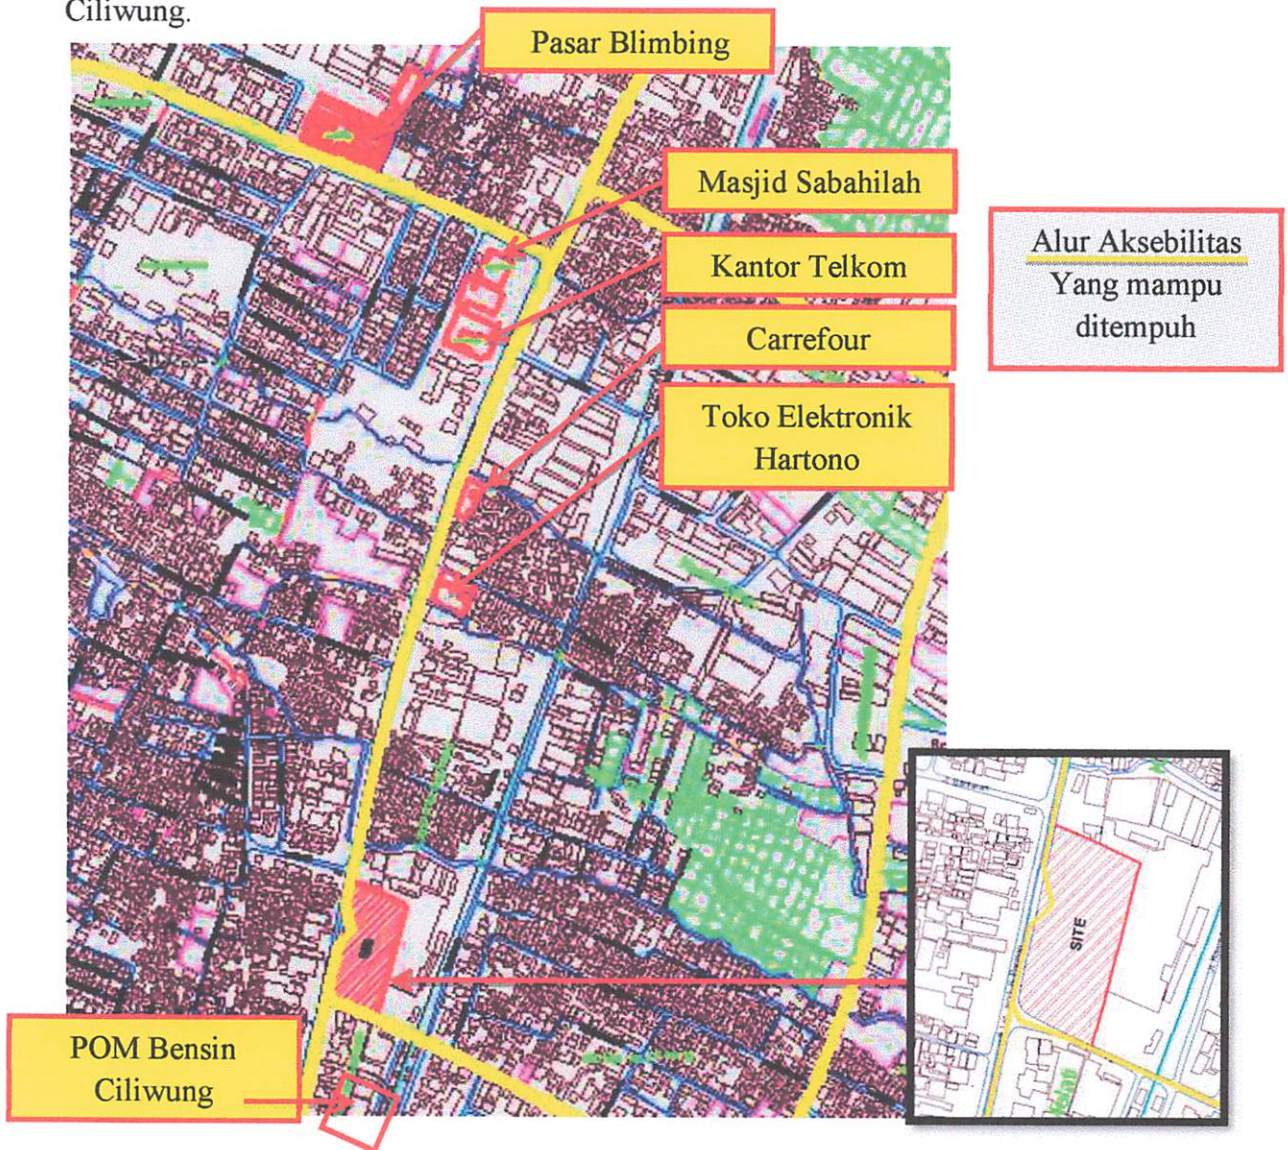 Ciliwung.
Pasar Blimbing
Masjid Sabahilah
Kantor Telkom
Carrefour
Toko Elektronik
Hartono
Alur Aksebilitas
Yang mampu
ditempuh
SITE
POM Bensin
Ciliwung